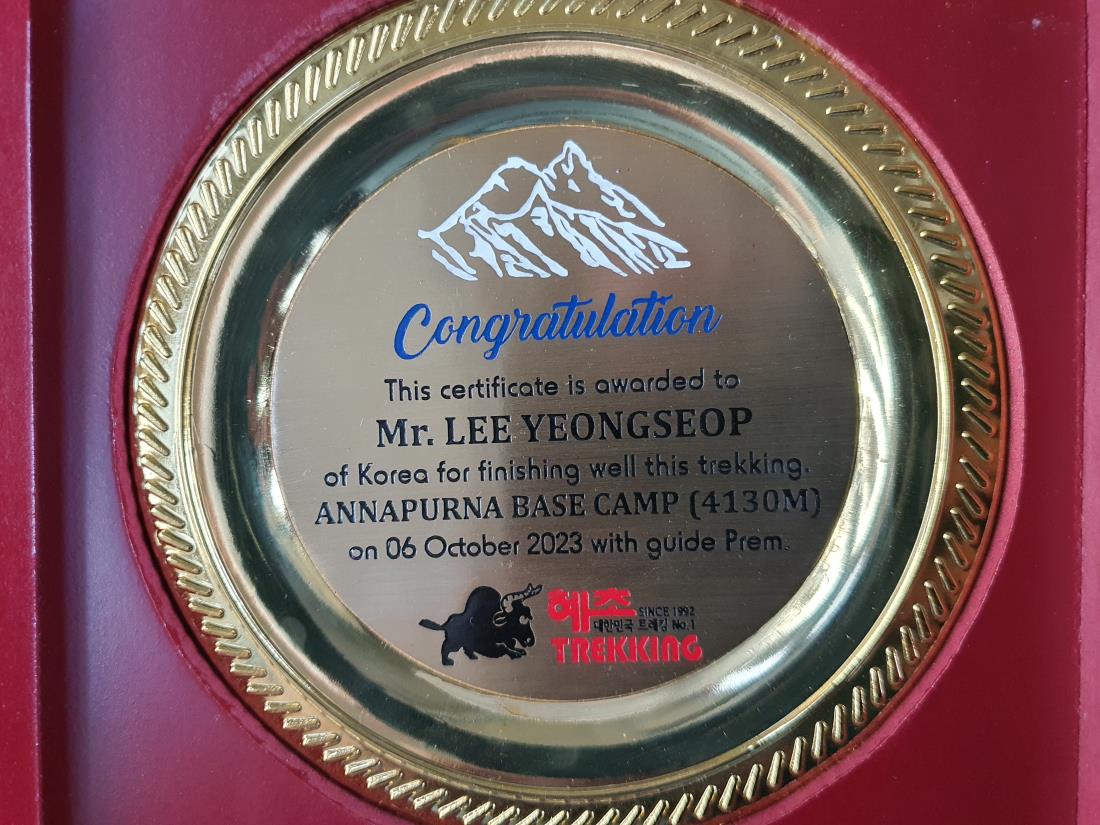 Congratulation
This certificate is awarded to
Mr. LEE YEONGSEOP
of Korea for finishing well this trekking.
ANNAPURNA BASE CAMP (4130M)
on 06 October 2023 with guide Prem.
혜초 SINCE 1992
대한민국 트레킹 No.1
TREKKING